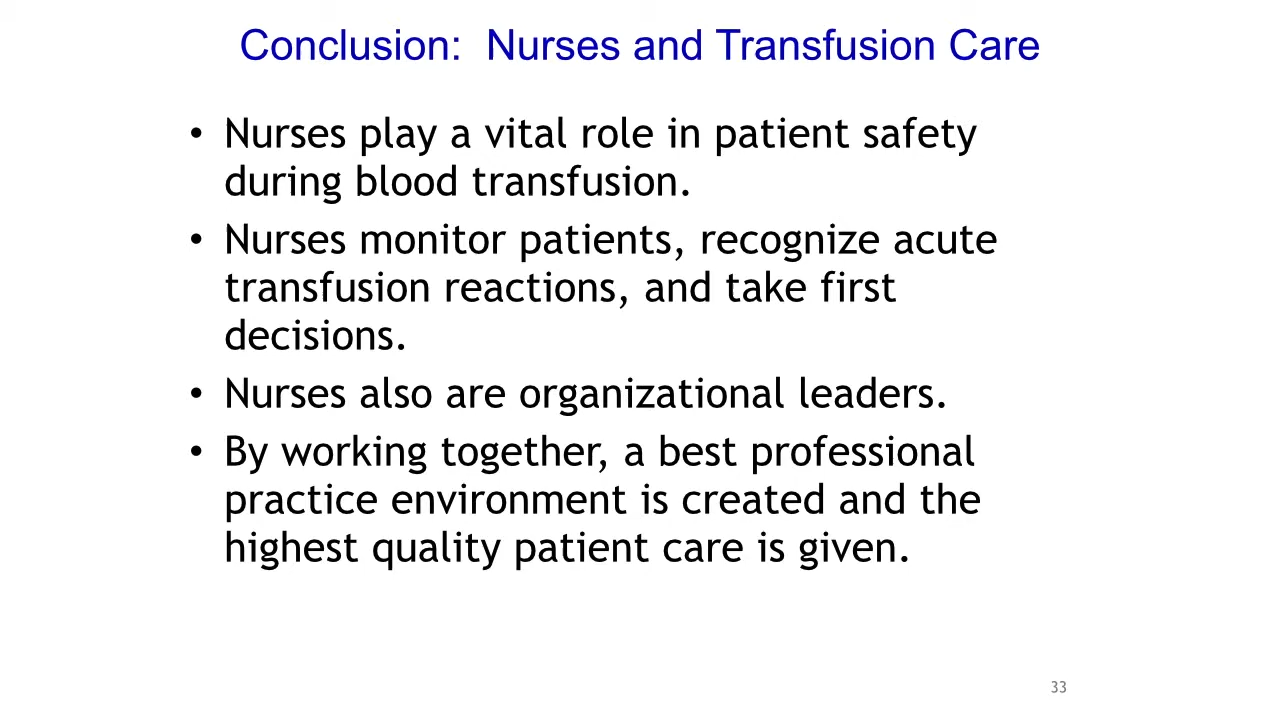 Conclusion:  Nurses and Transfusion Care
• Nurses play a vital role in patient safety
during blood transfusion.
• Nurses monitor patients, recognize acute
transfusion reactions, and take first
decisions.
• Nurses also are organizational leaders.
• By working together, a best professional
practice environment is created and the
highest quality patient care is given.
33